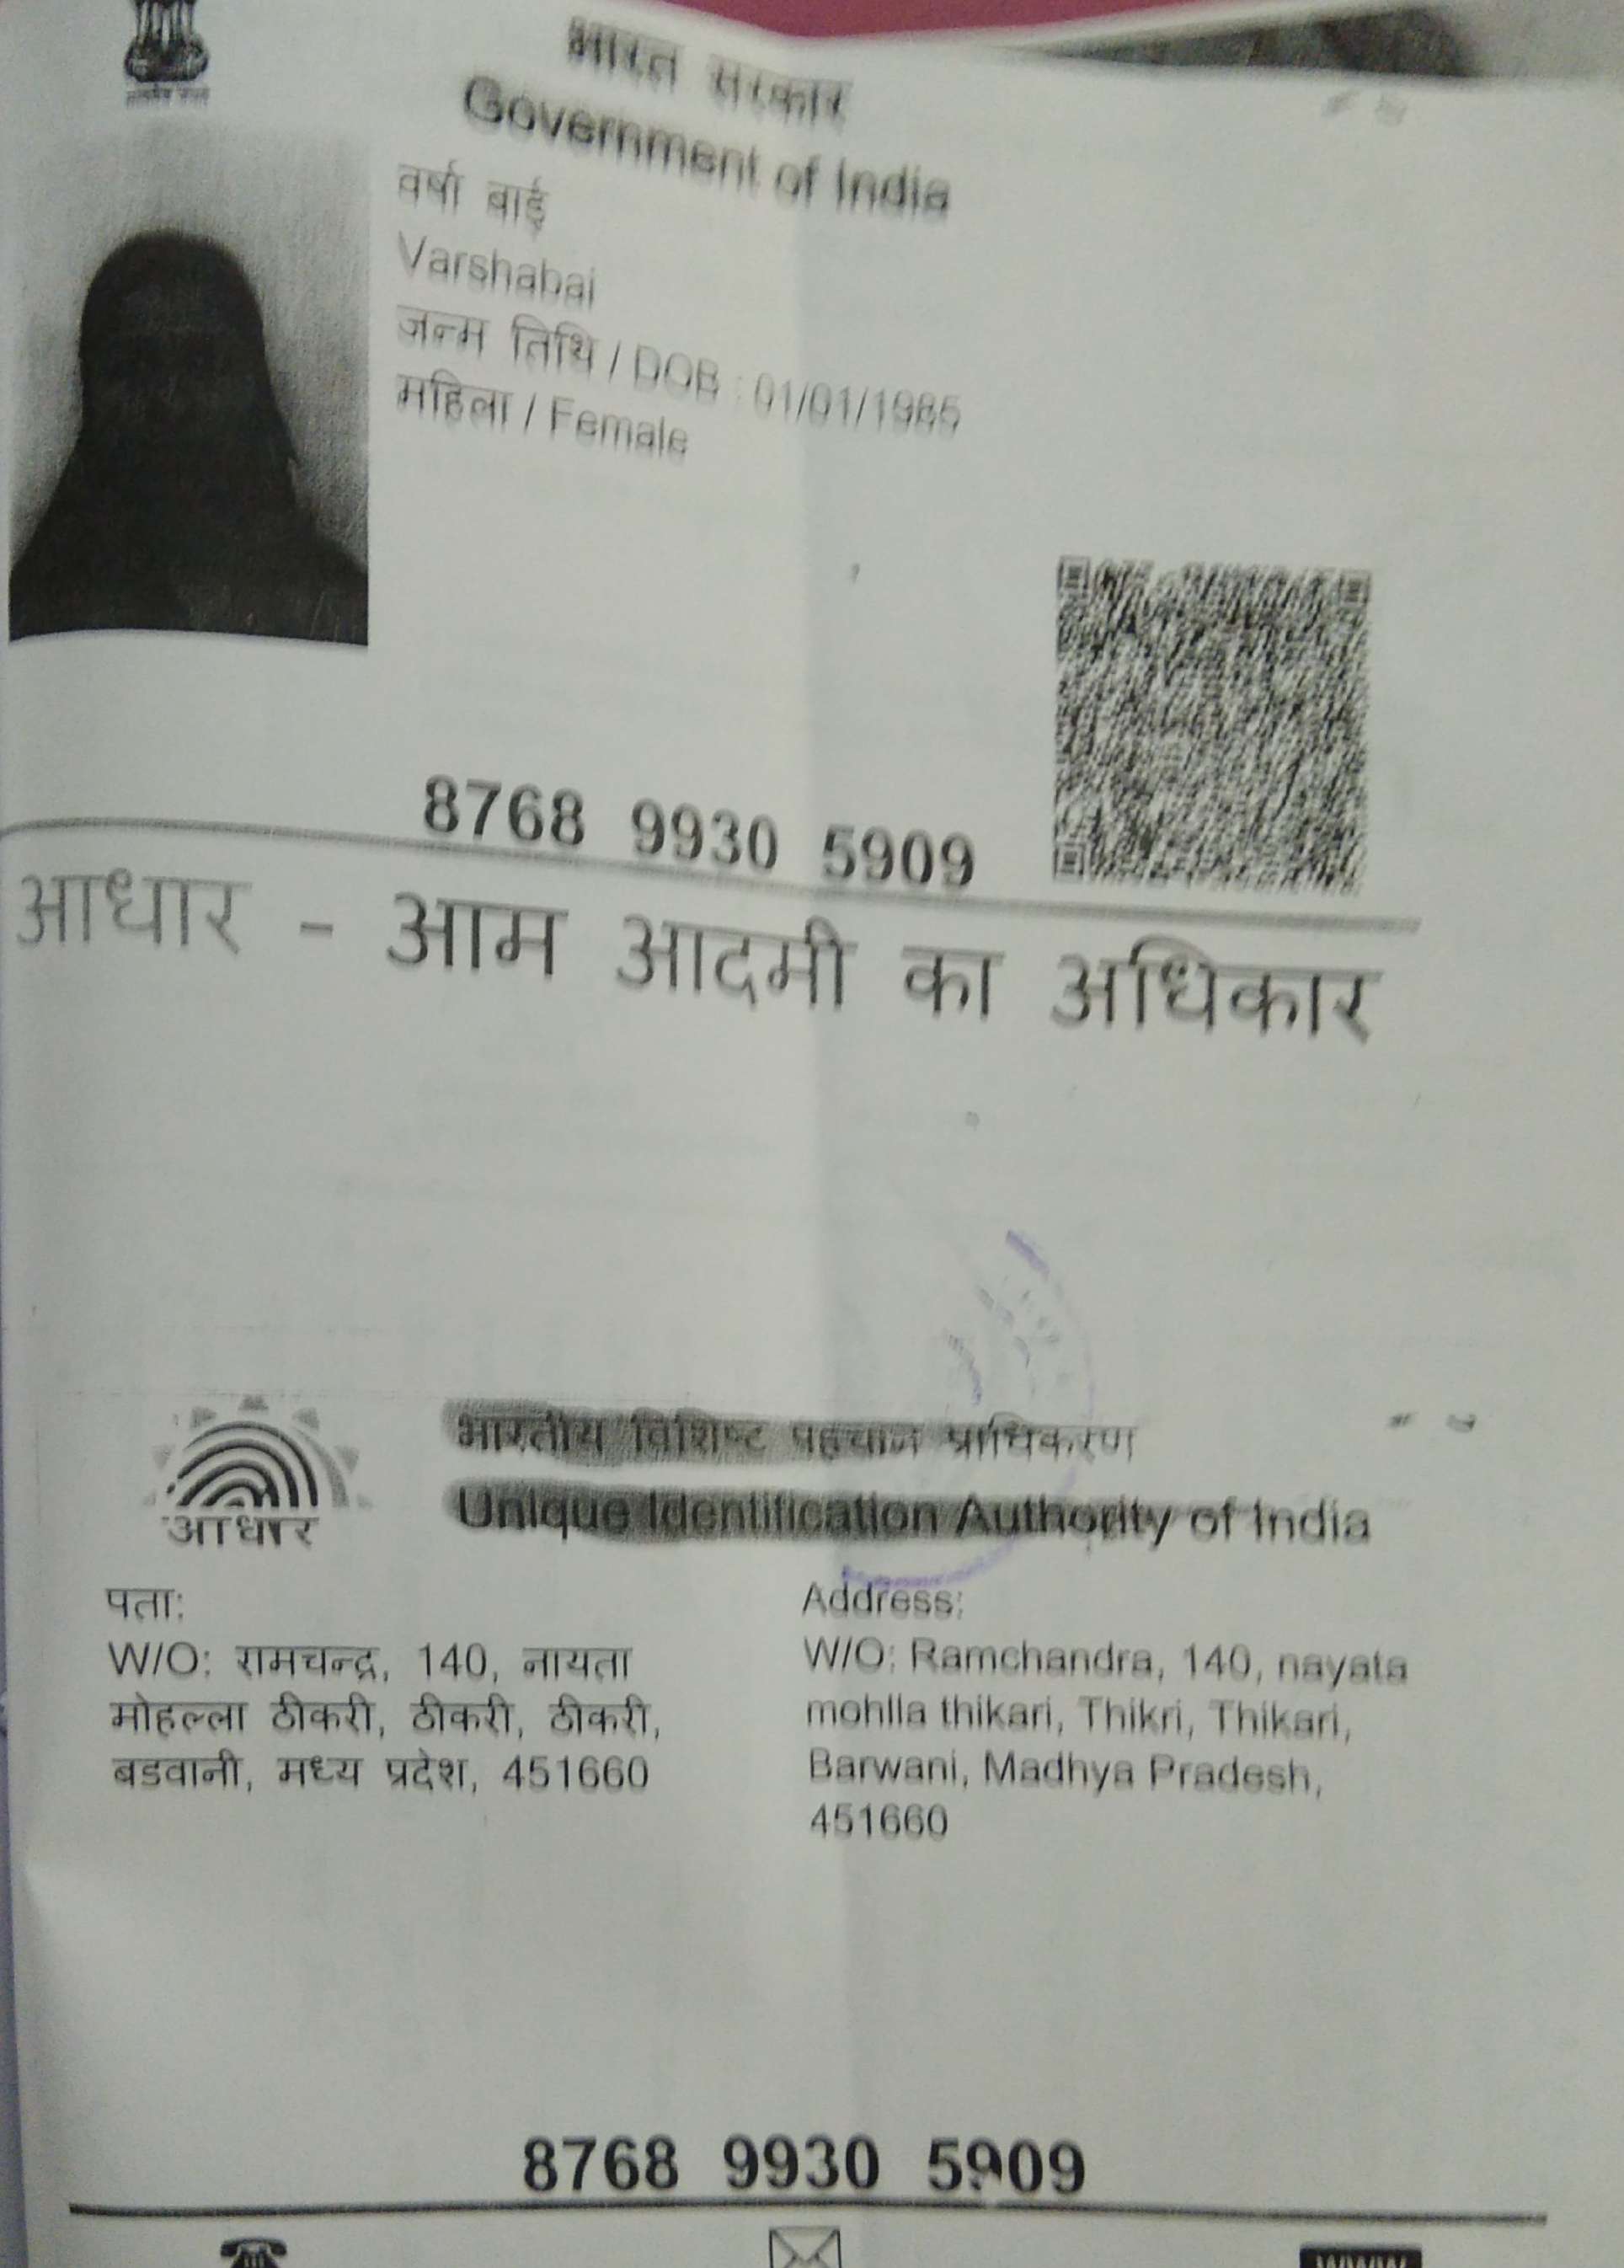 भारत सरकार
Government of India
वर्षा बाई
Varshabai
जन्म तिथि / DOB : 01/01/1985
महिला / Female
8768 9930 5909
आधार - आम आदमी का अधिकार
भारतीय विशिष्ट पहचान प्राधिकरण
Unique Identification Authority of India
आधार
पता:
W/O: रामचन्द्र, 140, नायता
मोहल्ला ठीकरी, ठीकरी, ठीकरी,
बडवानी, मध्य प्रदेश, 451660
Address:
W/O: Ramchandra, 140, nayata
mohlla thikari, Thikri, Thikari,
Barwani, Madhya Pradesh,
451660
8768 9930 5909
WWW